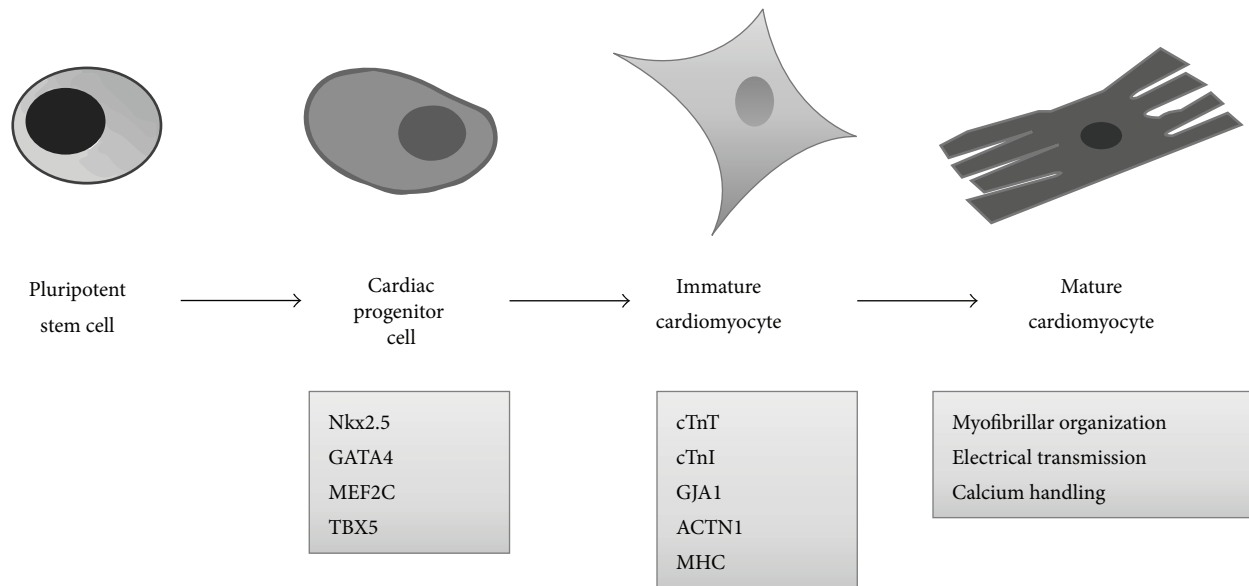 Pluripotent
stem cell
Cardiac
progenitor
cell
Immature
cardiomyocyte
Mature
cardiomyocyte
Nkx2.5
GATA4
MEF2C
TBX5
cTnT
cTnI
GJA1
ACTN1
MHC
Myofibrillar organization
Electrical transmission
Calcium handling